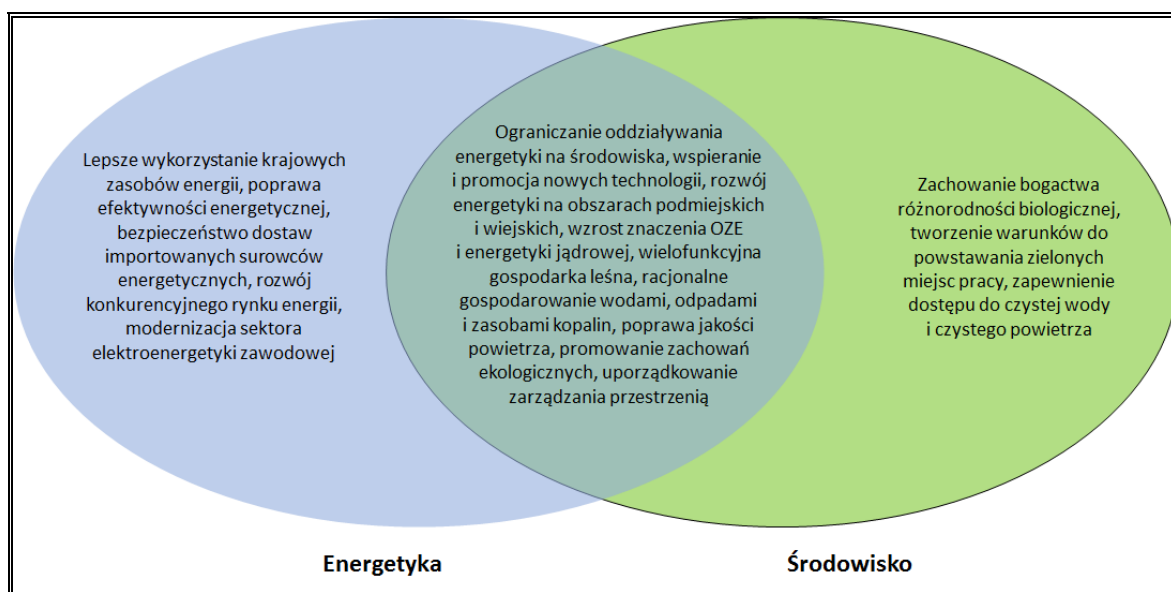 Lepsze wykorzystanie krajowych
zasobów energii, poprawa
efektywności energetycznej,
bezpieczeństwo dostaw
importowanych surowców
energetycznych, rozwój
konkurencyjnego rynku energii,
modernizacja sektora
elektroenergetyki zawodowej
Ograniczanie oddziaływania
energetyki na środowiska, wspieranie
i promocja nowych technologii, rozwój
energetyki na obszarach podmiejskich
i wiejskich, wzrost znaczenia OZE
i energetyki jądrowej, wielofunkcyjna
gospodarka leśna, racjonalne
gospodarowanie wodami, odpadami
i zasobami kopalin, poprawa jakości
powietrza, promowanie zachowań
ekologicznych, uporządkowanie
zarządzania przestrzenią
Zachowanie bogactwa
różnorodności biologicznej,
tworzenie warunków do
powstawania zielonych
miejsc pracy, zapewnienie
dostępu do czystej wody
i czystego powietrza
Energetyka
Środowisko